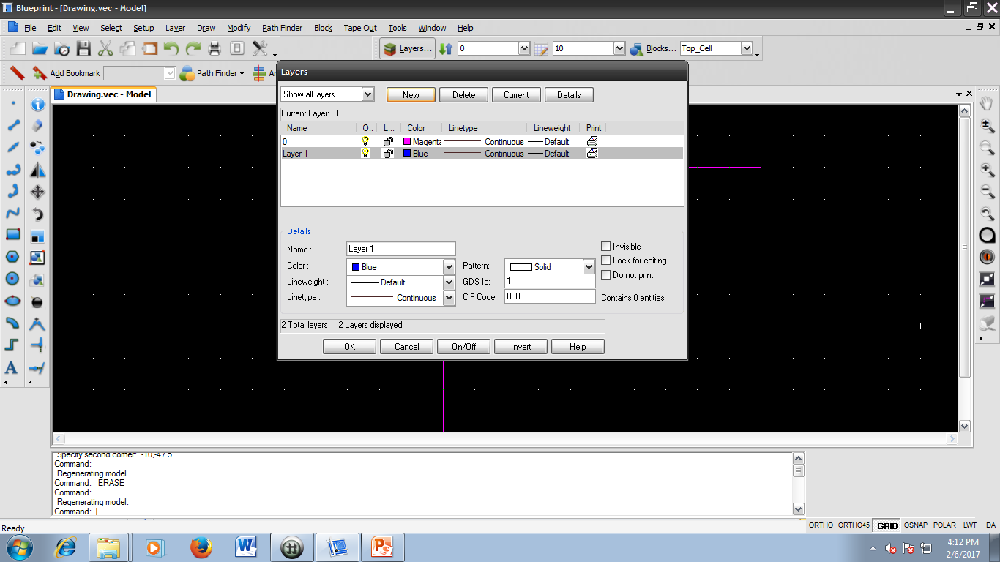 Blueprint - [Drawing.vec - Model]
File Edit View Select Setup Layer Draw Modify Path Finder Block Tape Out Tools Window Help
Layers... 0 10 Blocks... Top_Cell
Add Bookmark Path Finder
Drawing.vec - Model
Layers
Show all layers New Delete Current Details
Current Layer: 0
Name O.. L... Color Linetype Lineweight Print
0 Magenta Continuous Default
Layer 1 Blue Continuous Default
Details
Name : Layer 1 Invisible
Color : Blue Pattern: Solid Lock for editing
Lineweight : Default GDS Id: 1 Do not print
Linetype : Continuous CIF Code: 000 Contains 0 entities
2 Total layers 2 Layers displayed
OK Cancel On/Off Invert Help
Specify second corner: -10,-47.5
Command:
Regenerating model.
Command: ERASE
Command:
Regenerating model.
Command:
Ready
ORTHO ORTHO45 GRID OSNAP POLAR LWT DA
4:12 PM
2/6/2017